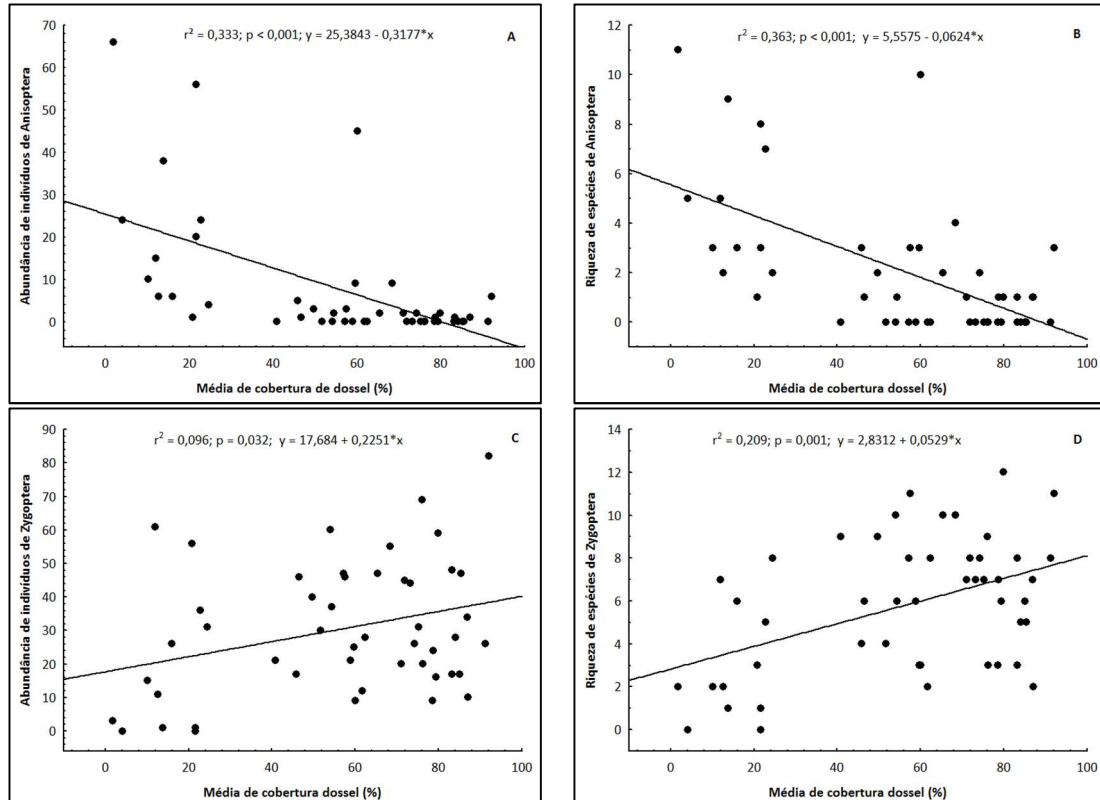 r² = 0,333; p < 0,001; y = 25,3843 - 0,3177*x
A
Abundância de indivíduos de Anisoptera
70
60
50
40
30
20
10
0
0 20 40 60 80 100
Média de cobertura de dossel (%)
r² = 0,363; p < 0,001; y = 5,5575 - 0,0624*x
B
Riqueza de espécies de Anisoptera
12
10
8
6
4
2
0
0 20 40 60 80 100
Média de cobertura dossel (%)
r² = 0,096; p = 0,032; y = 17,684 + 0,2251*x
C
Abundância de indivíduos de Zygoptera
90
80
70
60
50
40
30
20
10
0
0 20 40 60 80 100
Média de cobertura dossel (%)
r² = 0,209; p = 0,001; y = 2,8312 + 0,0529*x
D
Riqueza de espécies de Zygoptera
14
12
10
8
6
4
2
0
0 20 40 60 80 100
Média de cobertura dossel (%)